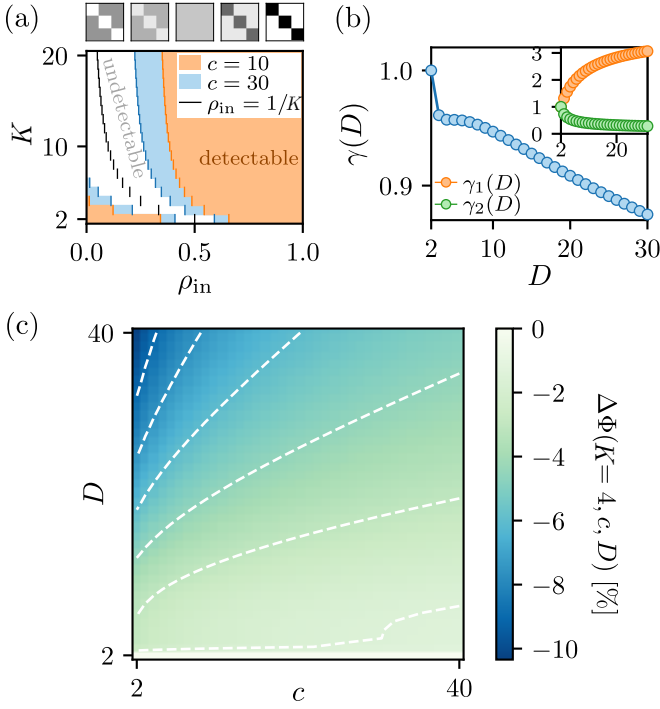 (a)
20
10
2
K
undetectable
c = 10
c = 30
ρin = 1/K
detectable
0.0
0.5
1.0
ρin
(b)
1.0
0.9
γ(D)
3
2
1
0
2
20
γ1(D)
γ2(D)
2
10
20
30
D
(c)
40
2
D
2
40
c
0
−2
−4
−6
−8
−10
ΔΦ(K = 4, c, D) [%]